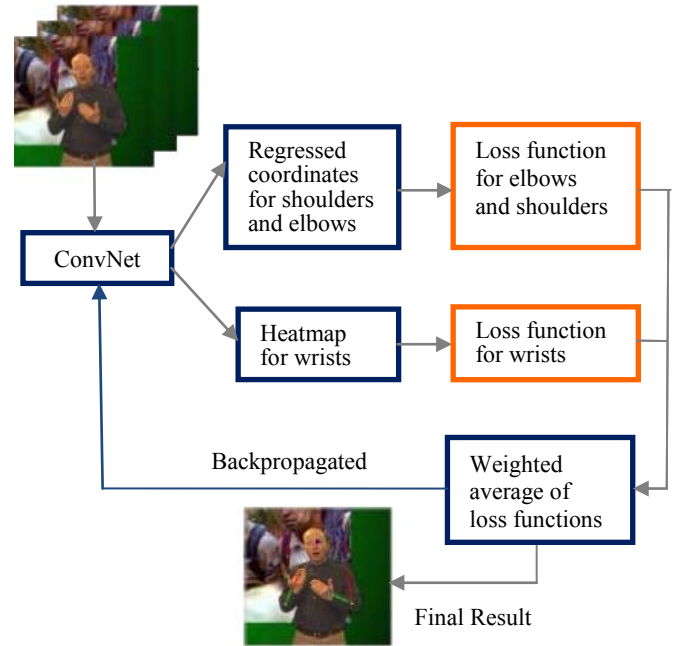 Regressed
coordinates
for shoulders
and elbows
Loss function
for elbows
and shoulders
ConvNet
Heatmap
for wrists
Loss function
for wrists
Backpropagated
Weighted
average of
loss functions
Final Result